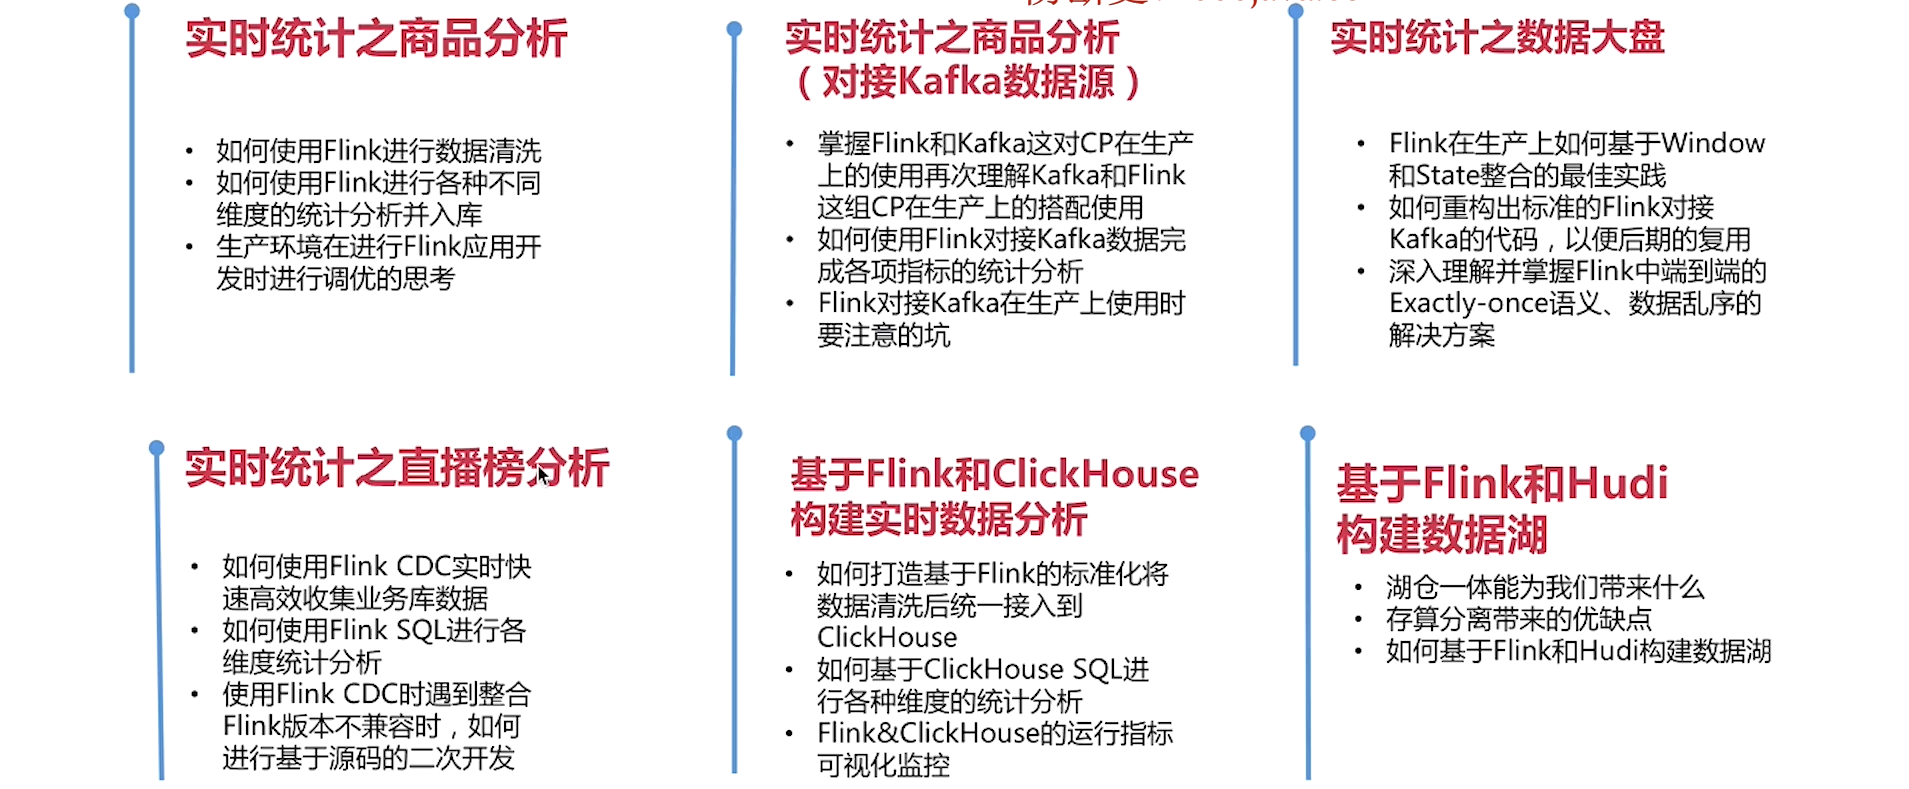 实时统计之商品分析
• 如何使用Flink进行数据清洗
• 如何使用Flink进行各种不同
维度的统计分析并入库
• 生产环境在进行Flink应用开
发时进行调优的思考
实时统计之商品分析
（对接Kafka数据源）
• 掌握Flink和Kafka这对CP在生产
上的使用再次理解Kafka和Flink
这组CP在生产上的搭配使用
• 如何使用Flink对接Kafka数据完
成各项指标的统计分析
• Flink对接Kafka在生产上使用时
要注意的坑
实时统计之数据大盘
• Flink在生产上如何基于Window
和State整合的最佳实践
• 如何重构出标准的Flink对接
Kafka的代码，以便后期的复用
• 深入理解并掌握Flink中端到端的
Exactly-once语义、数据乱序的
解决方案
实时统计之直播榜分析
• 如何使用Flink CDC实时快
速高效收集业务库数据
• 如何使用Flink SQL进行各
维度统计分析
• 使用Flink CDC时遇到整合
Flink版本不兼容时，如何
进行基于源码的二次开发
基于Flink和ClickHouse
构建实时数据分析
• 如何打造基于Flink的标准化将
数据清洗后统一接入到
ClickHouse
• 如何基于ClickHouse SQL进
行各种维度的统计分析
• Flink&ClickHouse的运行指标
可视化监控
基于Flink和Hudi
构建数据湖
• 湖仓一体能为我们带来什么
• 存算分离带来的优缺点
• 如何基于Flink和Hudi构建数据湖